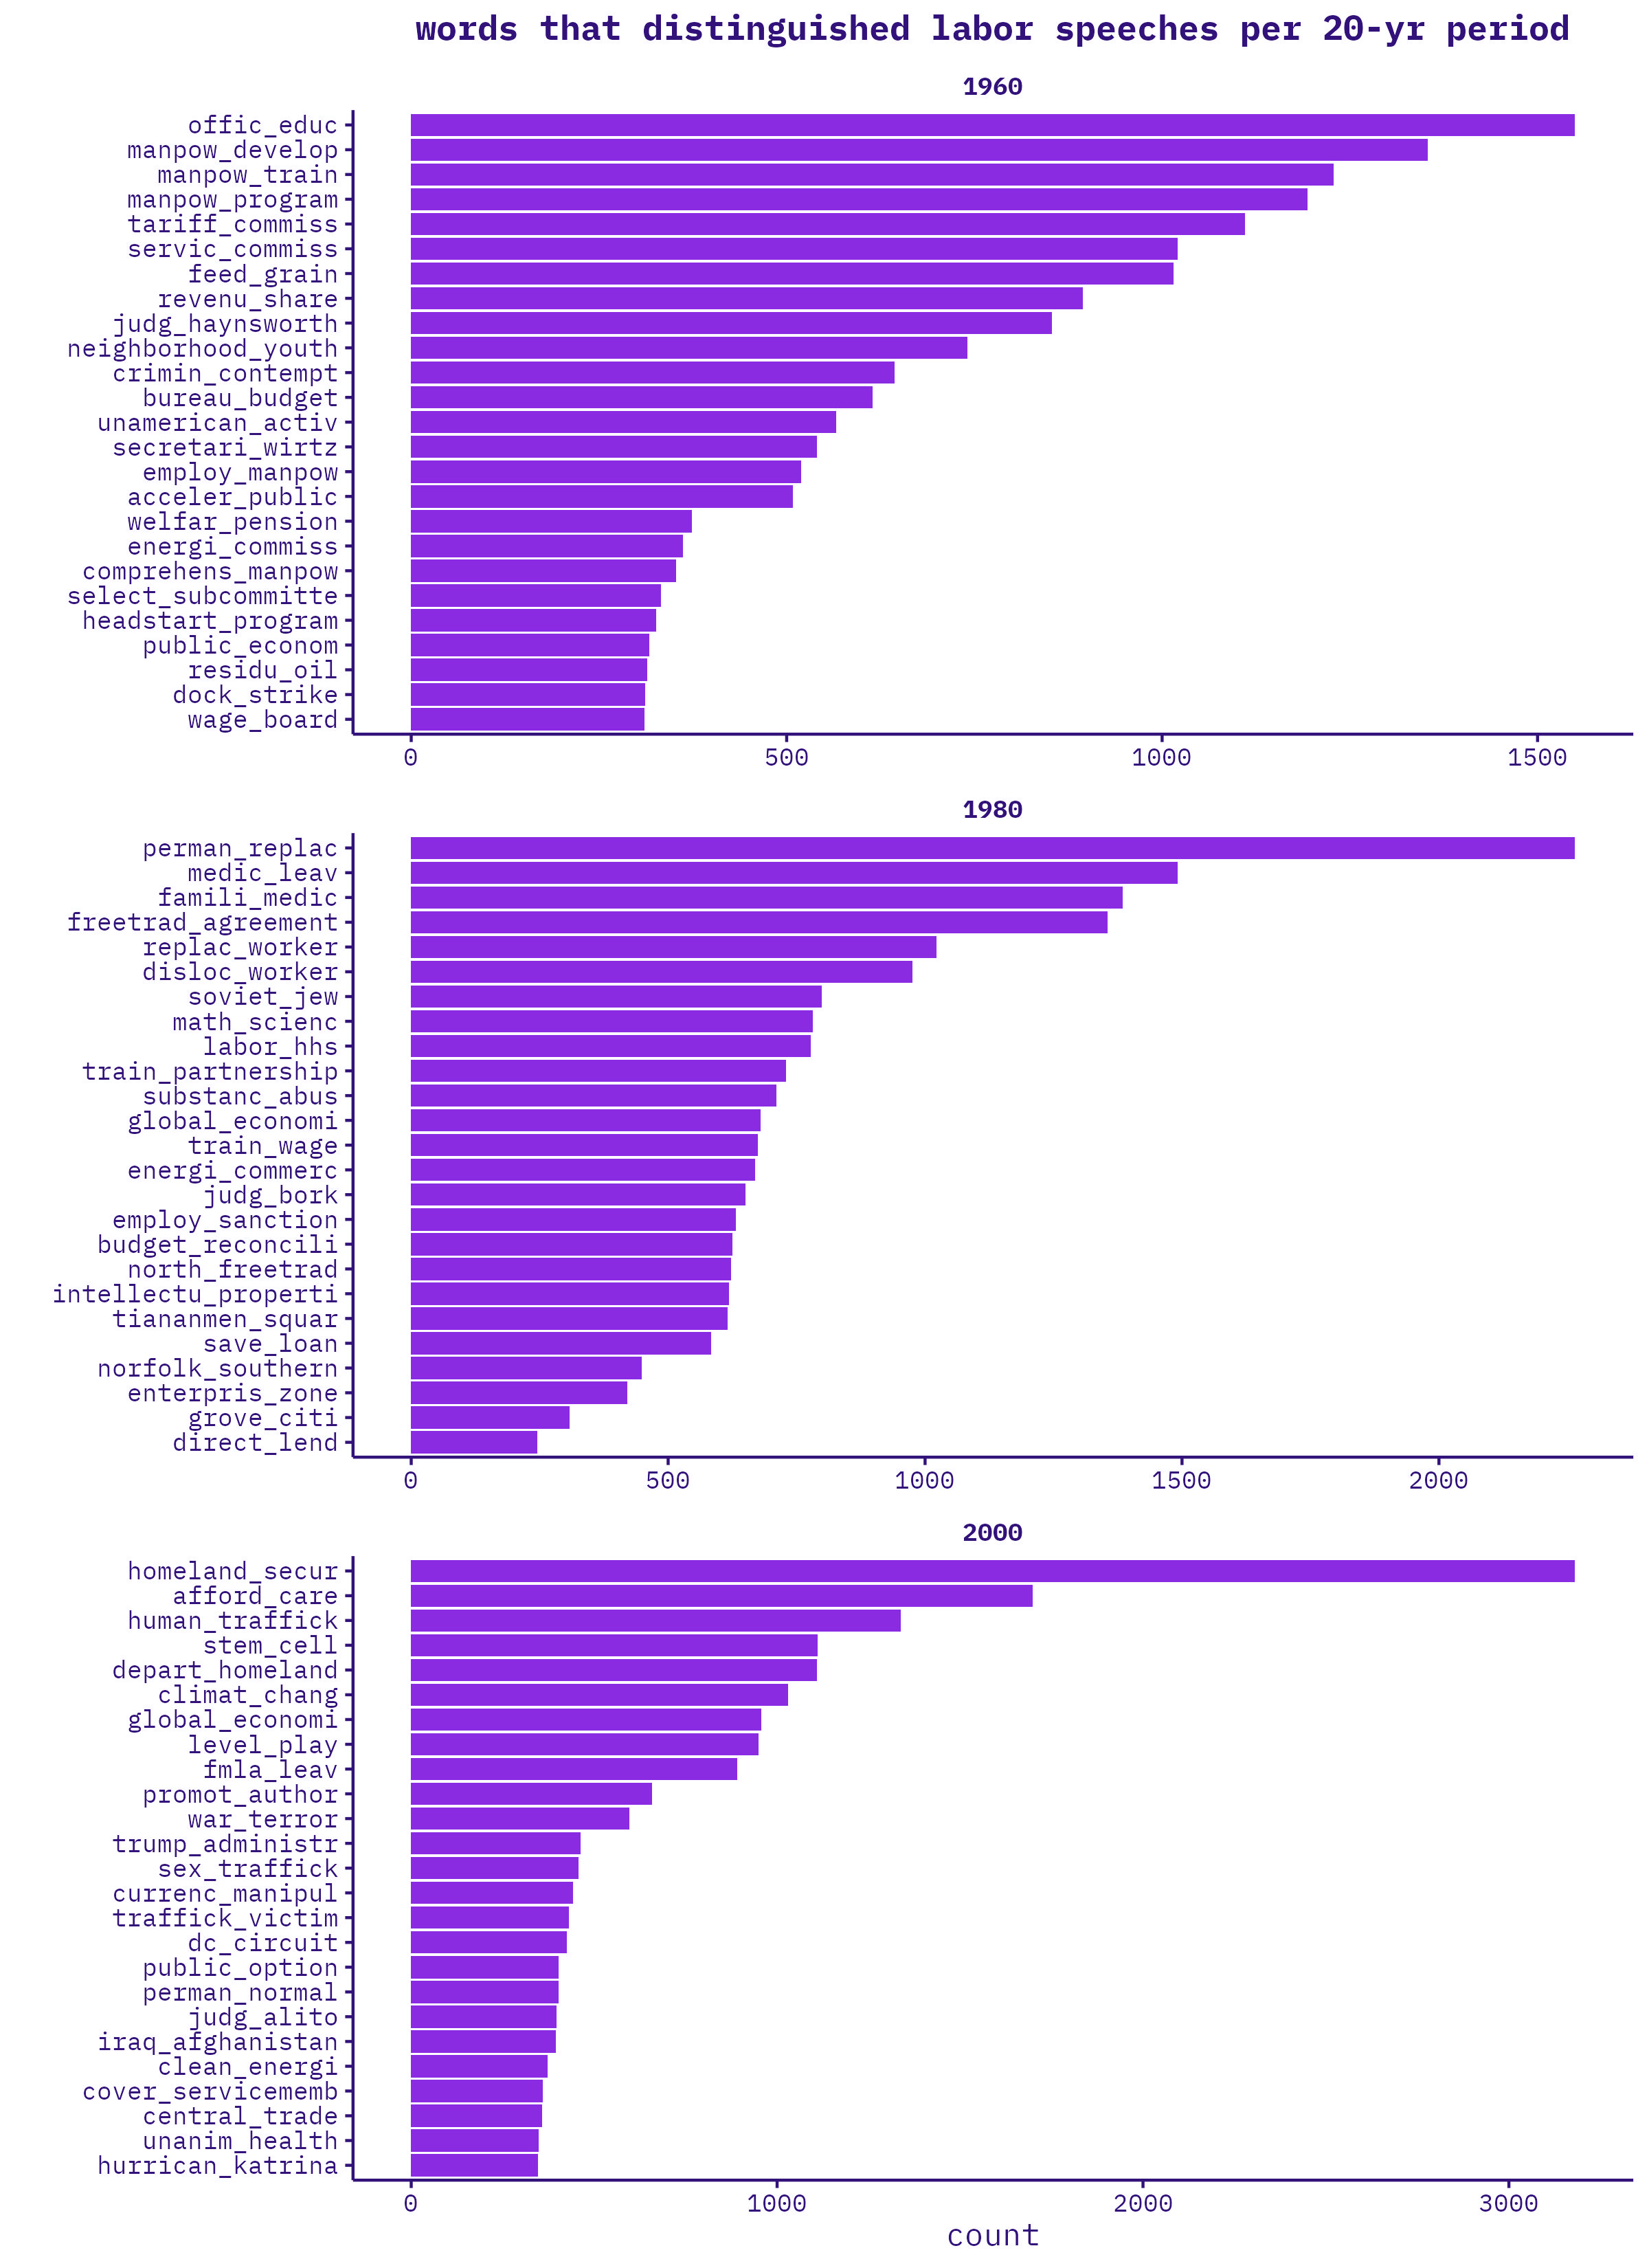 words that distinguished labor speeches per 20-yr period
1960
offic_educ
manpow_develop
manpow_train
manpow_program
tariff_commiss
servic_commiss
feed_grain
revenu_share
judg_haynsworth
neighborhood_youth
crimin_contempt
bureau_budget
unamerican_activ
secretari_wirtz
employ_manpow
acceler_public
welfar_pension
energi_commiss
comprehens_manpow
select_subcommitte
headstart_program
public_econom
residu_oil
dock_strike
wage_board
0 500 1000 1500
1980
perman_replac
medic_leav
famili_medic
freetrad_agreement
replac_worker
disloc_worker
soviet_jew
math_scienc
labor_hhs
train_partnership
substanc_abus
global_economi
train_wage
energi_commerc
judg_bork
employ_sanction
budget_reconcili
north_freetrad
intellectu_properti
tiananmen_squar
save_loan
norfolk_southern
enterpris_zone
grove_citi
direct_lend
0 500 1000 1500 2000
2000
homeland_secur
afford_care
human_traffick
stem_cell
depart_homeland
climat_chang
global_economi
level_play
fmla_leav
promot_author
war_terror
trump_administr
sex_traffick
currenc_manipul
traffick_victim
dc_circuit
public_option
perman_normal
judg_alito
iraq_afghanistan
clean_energi
cover_servicememb
central_trade
unanim_health
hurrican_katrina
0 1000 2000 3000
count